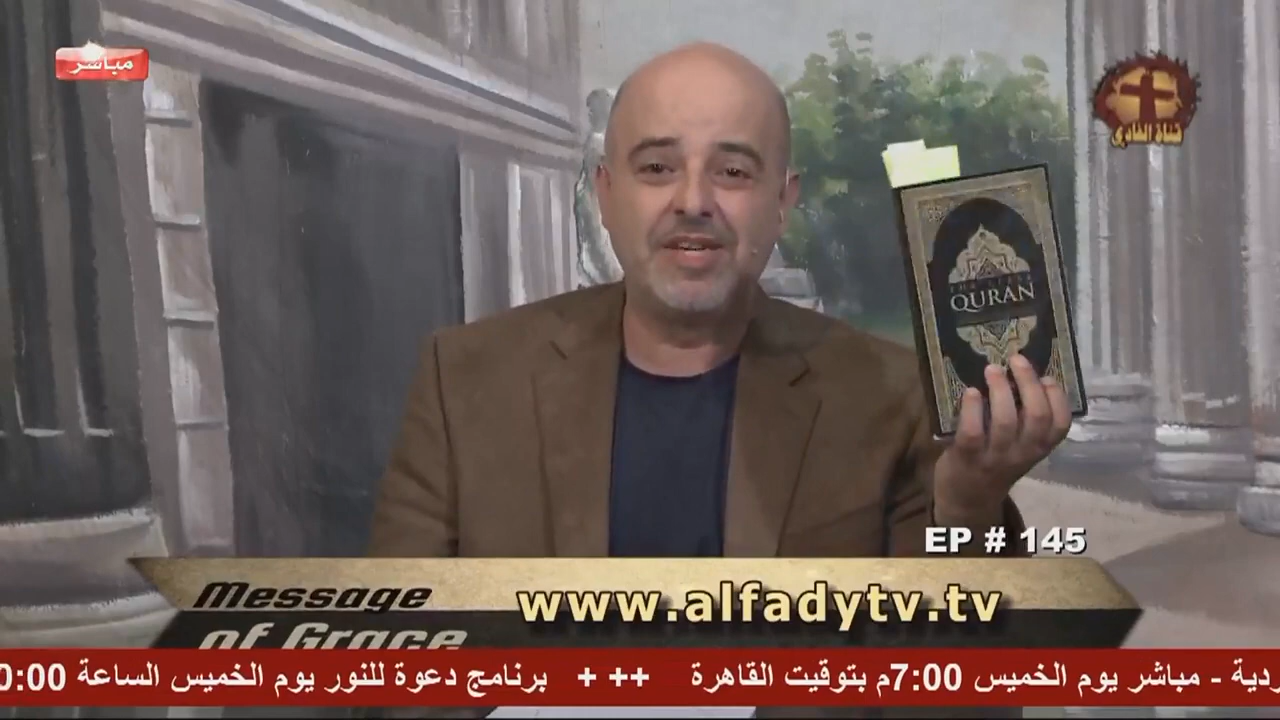 مباشر
قناة الفادي
QURAN
EP # 145
Message
of Grace
www.alfadytv.tv
ردية - مباشر يوم الخميس 7:00م بتوقيت القاهرة +++ برنامج دعوة للنور يوم الخميس الساعة 0:00